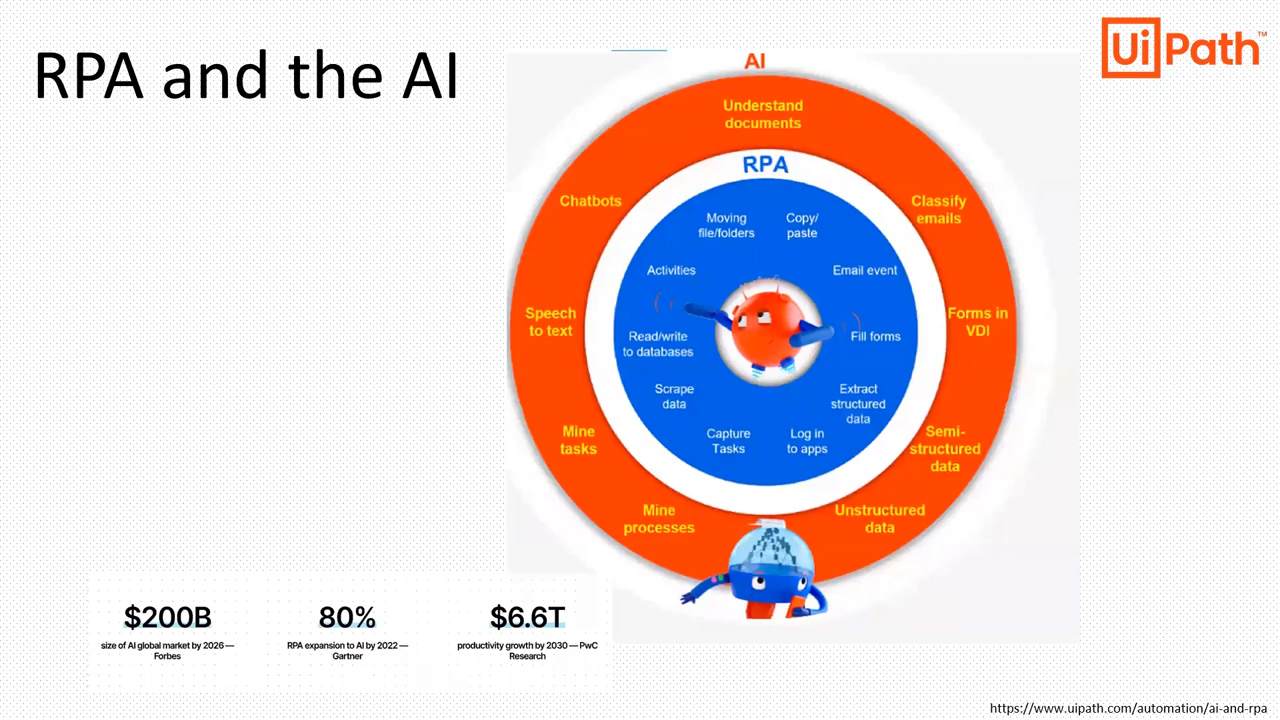 RPA and the AI
UiPath™
AI
Understand
documents
RPA
Chatbots
Classify
emails
Moving
file/folders
Copy/
paste
Activities
Email event
Speech
to text
Forms in
VDI
Read/write
to databases
Fill forms
Scrape
data
Extract
structured
data
Mine
tasks
Capture
Tasks
Log in
to apps
Semi-
structured
data
Mine
processes
Unstructured
data
$200B
size of AI global market by 2026 —
Forbes
80%
RPA expansion to AI by 2022 —
Gartner
$6.6T
productivity growth by 2030 — PwC
Research
https://www.uipath.com/automation/ai-and-rpa